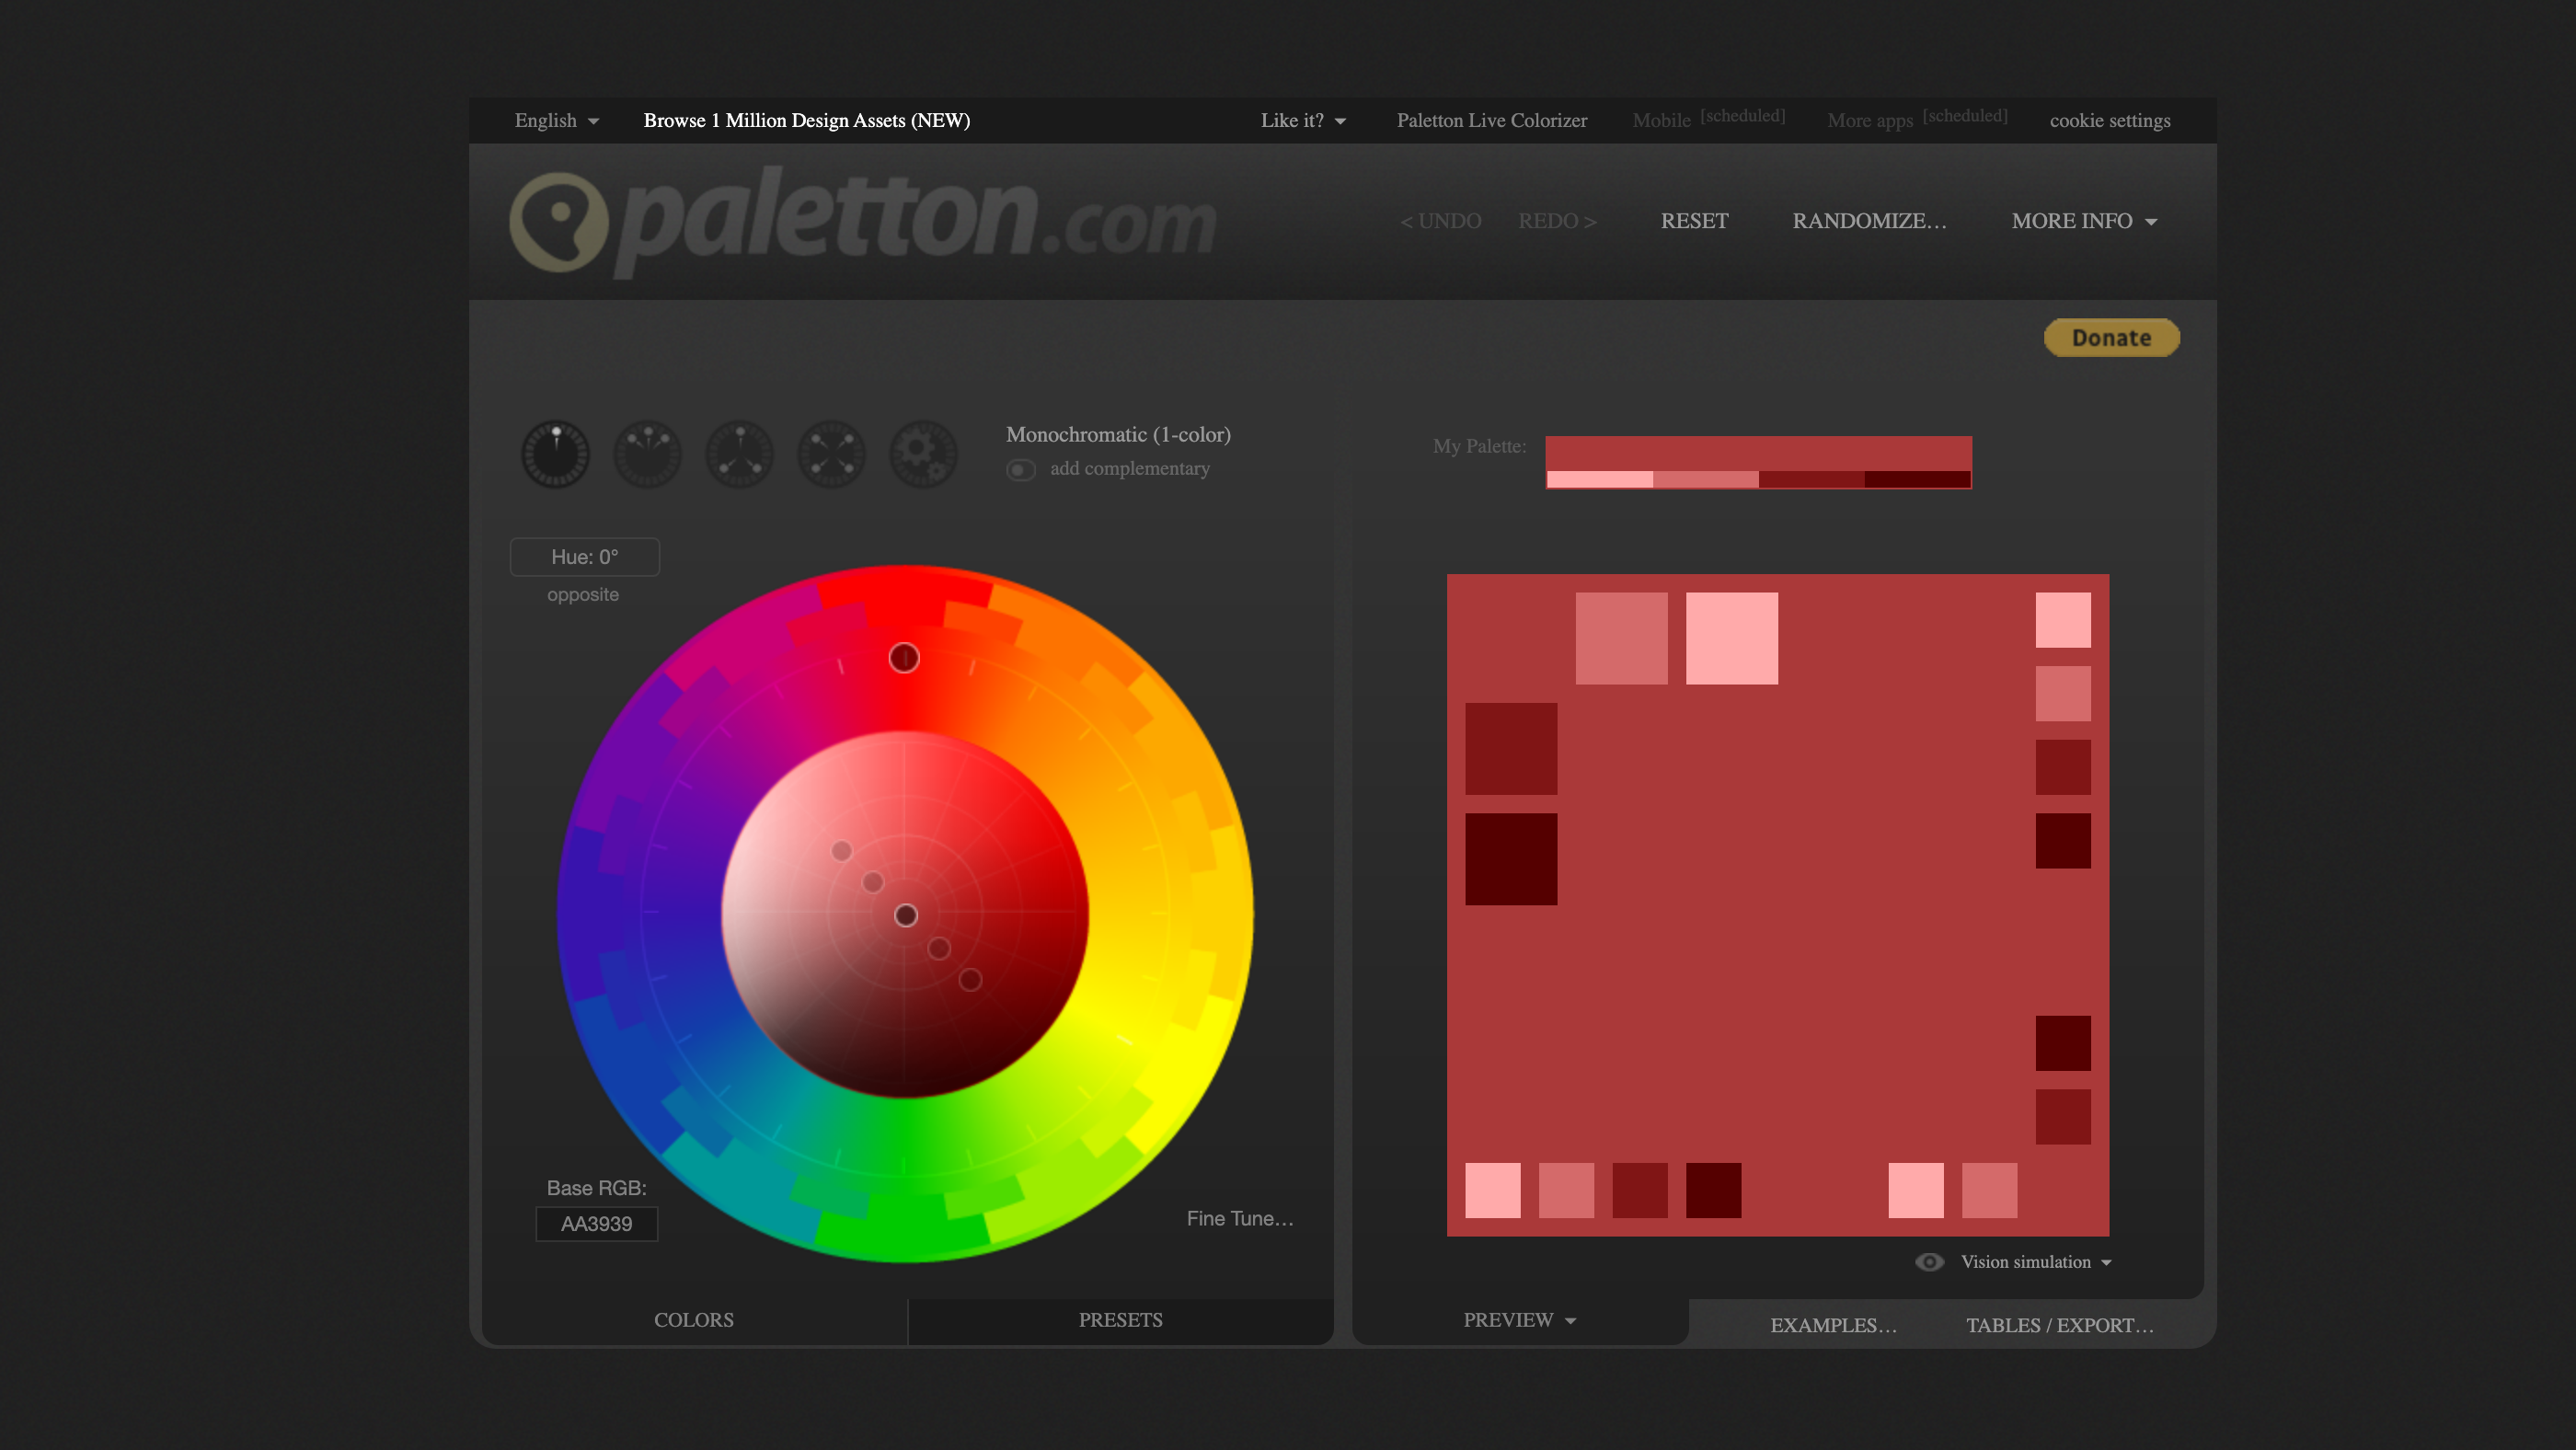 English
Browse 1 Million Design Assets (NEW)
Like it?
Paletton Live Colorizer
Mobile [scheduled]
More apps [scheduled]
cookie settings
paletton.com
< UNDO
REDO >
RESET
RANDOMIZE...
MORE INFO
Donate
Monochromatic (1-color)
add complementary
My Palette:
Hue: 0°
opposite
Base RGB:
AA3939
Fine Tune...
Vision simulation
COLORS
PRESETS
PREVIEW
EXAMPLES...
TABLES / EXPORT...